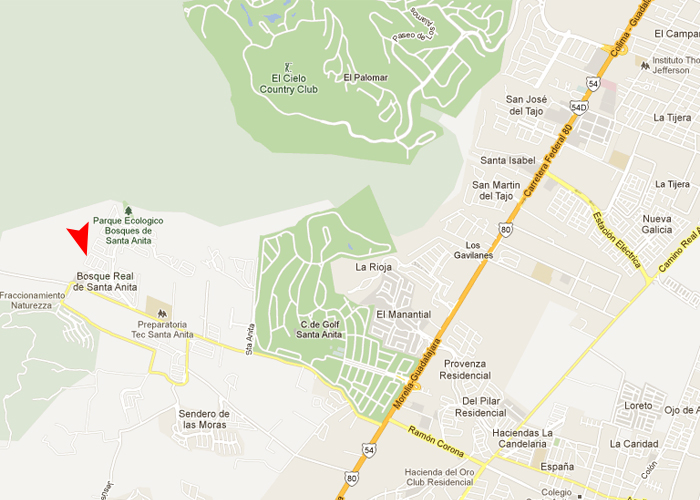 Paseo de
Los Alamos
Colima - Guadalajara
El Campan
Instituto Tho
Jefferson
El Cielo
Country Club
El Palomar
54
54D
San José
del Tajo
La Tijera
Carretera Federal 80
Santa Isabel
San Martin
del Tajo
La Tijera
Parque Ecologico
Bosques de
Santa Anita
Estación Eléctrica
Nueva
Galicia
80
Los
Gavilanes
Camino Real A
La Rioja
Bosque Real
de Santa Anita
Fraccionamiento
Naturezza
Preparatoria
Tec Santa Anita
Sta Anita
C de Golf
Santa Anita
El Manantial
Morelia-Guadalajara
Provenza
Residencial
Del Pilar
Residencial
Loreto
Ojo de A
Sendero de
las Moras
Ramón Corona
Haciendas La
Candelaria
La Caridad
54
80
Hacienda del Oro
Club Residencial
España
Colón
Colegio